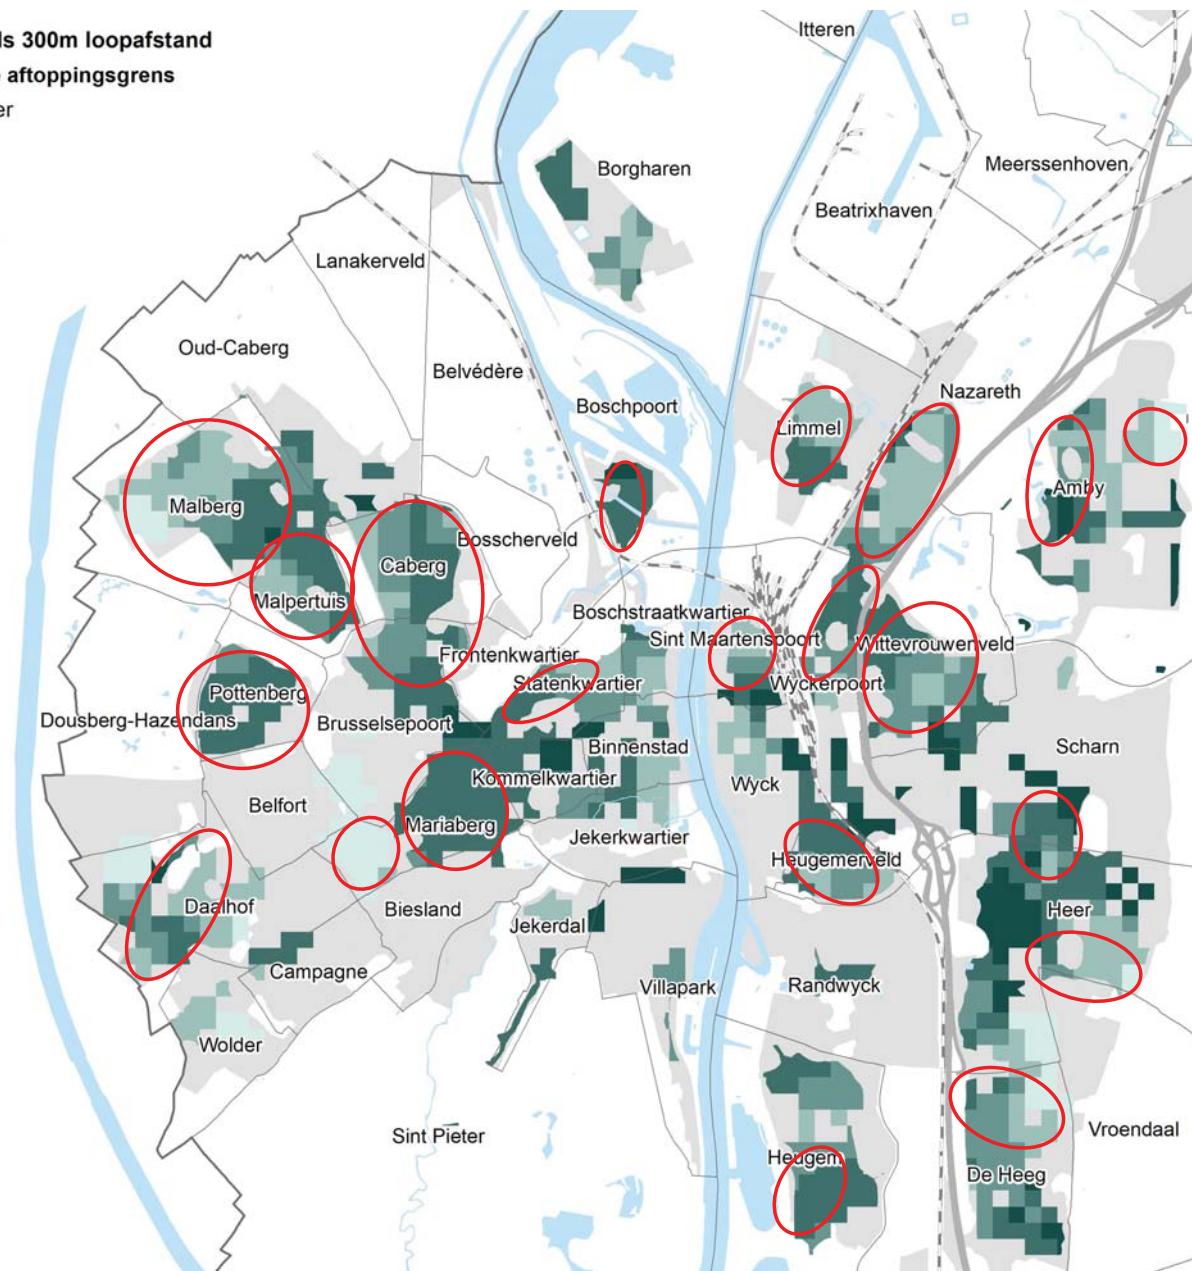 300m loopafstand
aftoppingsgrens
Itteren
Borgharen
Meerssenhoven
Beatrixhaven
Lanakerveld
Oud-Caberg
Belvédère
Boschpoort
Nazareth
Limmel
Amby
Malberg
Bosscherveld
Caberg
Malpertuis
Boschstraatkwartier
Sint Maartenspoort
Wittevrouwenveld
Frontenkwartier
Statenkwartier
Wyckerpoort
Pottenberg
Dousberg-Hazendans
Brusselsepoort
Binnenstad
Scharn
Kommelkwartier
Wyck
Belfort
Mariaberg
Jekerkwartier
Heugemerveld
Daalhof
Biesland
Heer
Jekerdal
Campagne
Villapark
Randwyck
Wolder
Sint Pieter
Vroendaal
Heugem
De Heeg